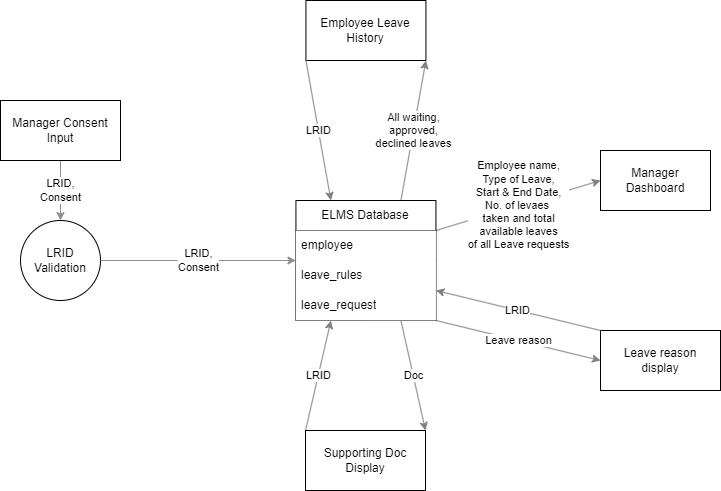 Employee Leave
History
Manager Consent
Input
LRID
All waiting,
approved,
declined leaves
LRID,
Consent
Employee name,
Type of Leave,
Start & End Date,
No. of levaes
taken and total
available leaves
of all Leave requests
Manager
Dashboard
ELMS Database
employee
leave_rules
leave_request
LRID
Validation
LRID,
Consent
LRID
Leave reason
Leave reason
display
LRID
Doc
Supporting Doc
Display